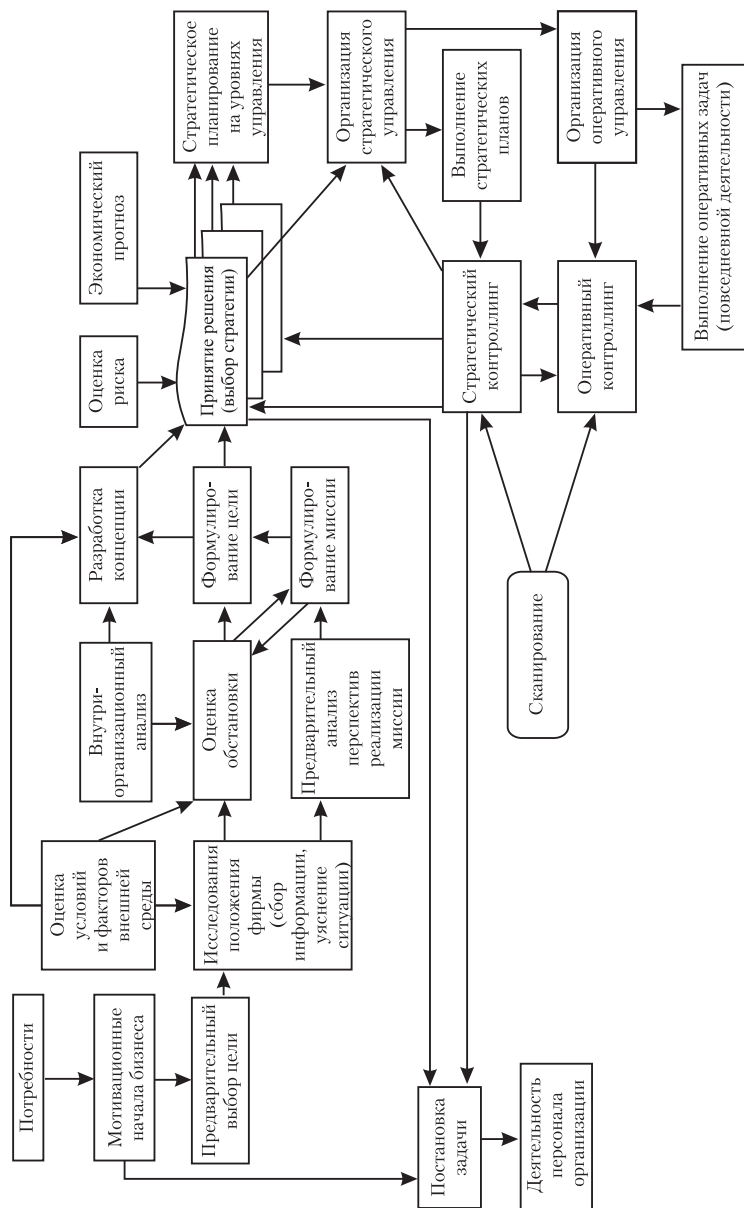 Потребности
Мотивационные
начала бизнеса
Предварительный
выбор цели
Оценка
условий
и факторов
внешней
среды
Исследования
положения
фирмы
(сбор
информации,
уяснение
ситуации)
Внутри-
организационный
анализ
Оценка
обстановки
Предварительный
анализ
перспектив
реализации
миссии
Разработка
концепции
Формулиро-
вание цели
Формулиро-
вание миссии
Оценка
риска
Экономический
прогноз
Принятие решения
(выбор стратегии)
Стратегическое
планирование
на уровнях
управления
Организация
стратегического
управления
Выполнение
стратегических
планов
Организация
оперативного
управления
Выполнение оперативных задач
(повседневной деятельности)
Стратегический
контроллинг
Оперативный
контроллинг
Сканирование
Постановка
задачи
Деятельность
персонала
организации